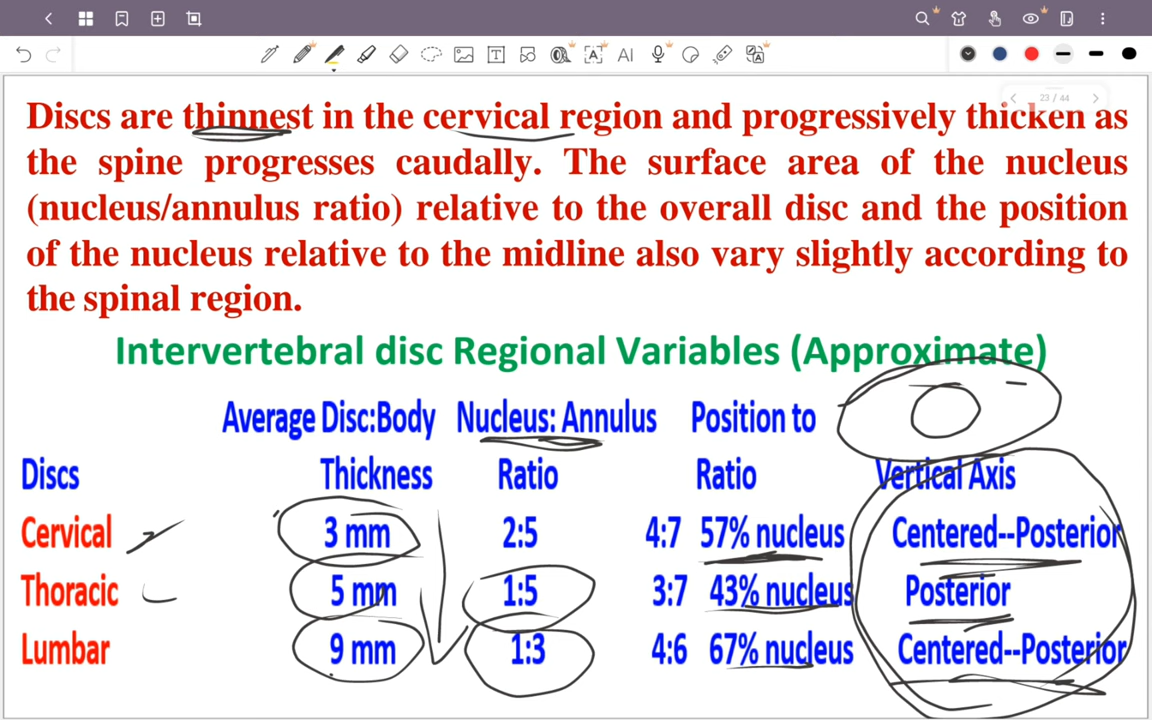 23 / 44
Discs are thinnest in the cervical region and progressively thicken as
the spine progresses caudally. The surface area of the nucleus
(nucleus/annulus ratio) relative to the overall disc and the position
of the nucleus relative to the midline also vary slightly according to
the spinal region.
Intervertebral disc Regional Variables (Approximate)
Average Disc:Body Nucleus: Annulus Position to
Discs Thickness Ratio Ratio Vertical Axis
Cervical 3 mm 2:5 4:7 57% nucleus Centered--Posterior
Thoracic 5 mm 1:5 3:7 43% nucleus Posterior
Lumbar 9 mm 1:3 4:6 67% nucleus Centered--Posterior